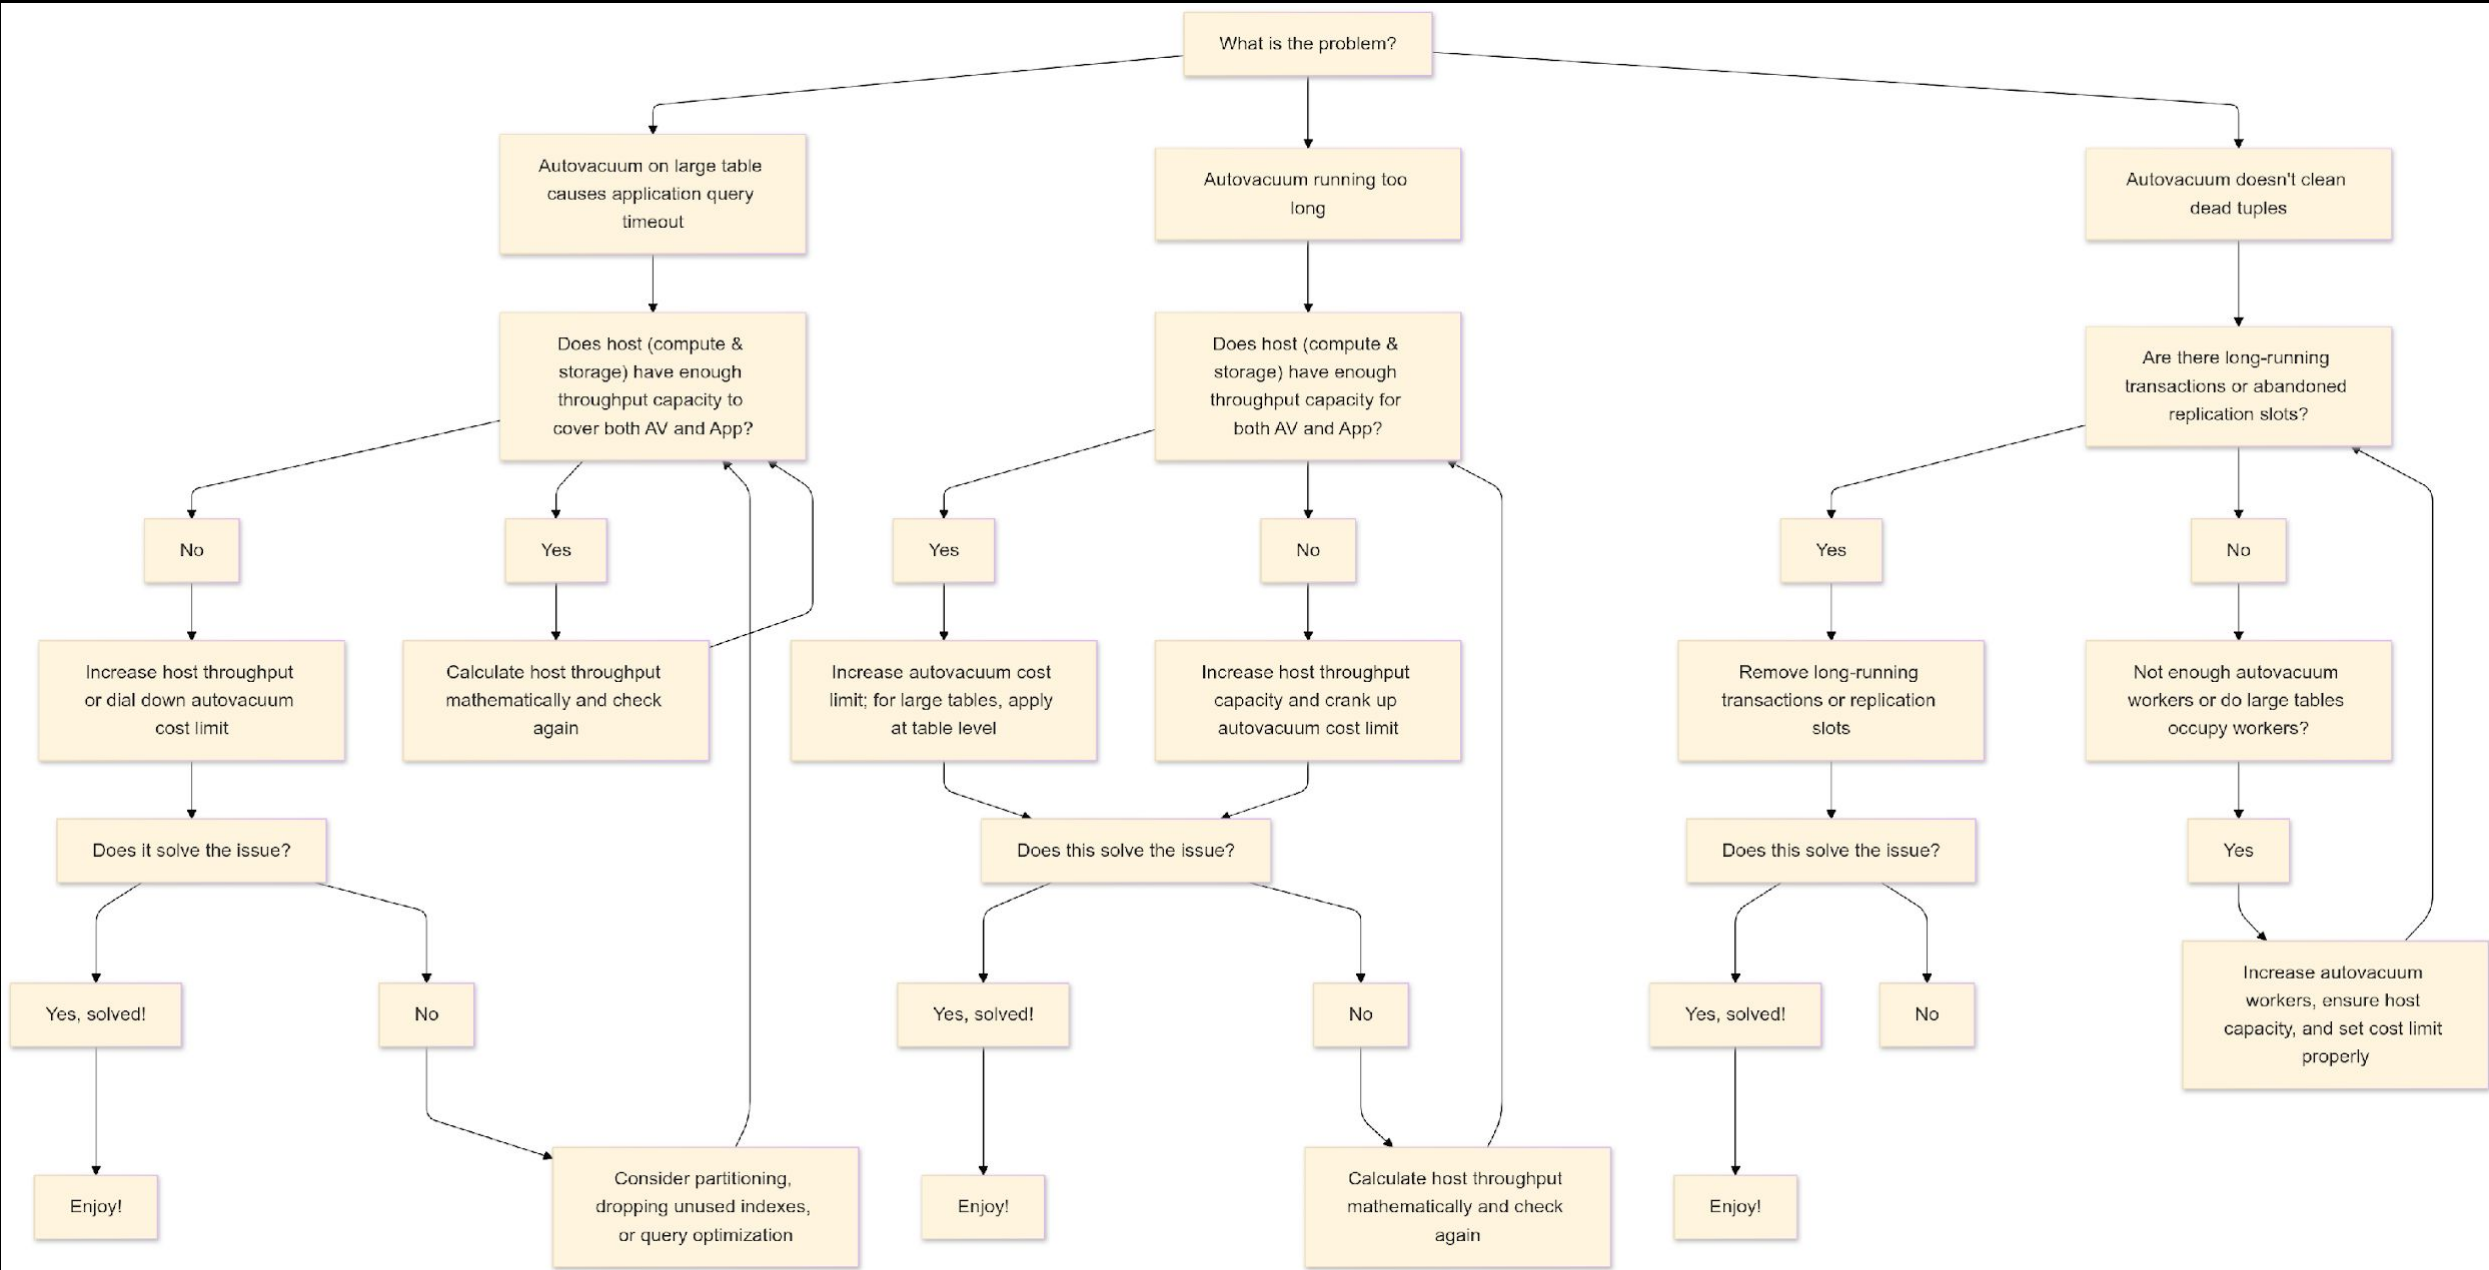 What is the problem?
Autovacuum on large table
causes application query
timeout
Autovacuum running too
long
Autovacuum doesn't clean
dead tuples
Does host (compute &
storage) have enough
throughput capacity to
cover both AV and App?
Does host (compute &
storage) have enough
throughput capacity for
both AV and App?
Are there long-running
transactions or abandoned
replication slots?
No
Yes
Yes
No
Yes
No
Increase host throughput
or dial down autovacuum
cost limit
Calculate host throughput
mathematically and check
again
Increase autovacuum cost
limit; for large tables, apply
at table level
Increase host throughput
capacity and crank up
autovacuum cost limit
Remove long-running
transactions or replication
slots
Not enough autovacuum
workers or do large tables
occupy workers?
Does it solve the issue?
Does this solve the issue?
Does this solve the issue?
Yes
Yes, solved!
No
Yes, solved!
No
Yes, solved!
No
Increase autovacuum
workers, ensure host
capacity, and set cost limit
properly
Enjoy!
Consider partitioning,
dropping unused indexes,
or query optimization
Enjoy!
Calculate host throughput
mathematically and check
again
Enjoy!